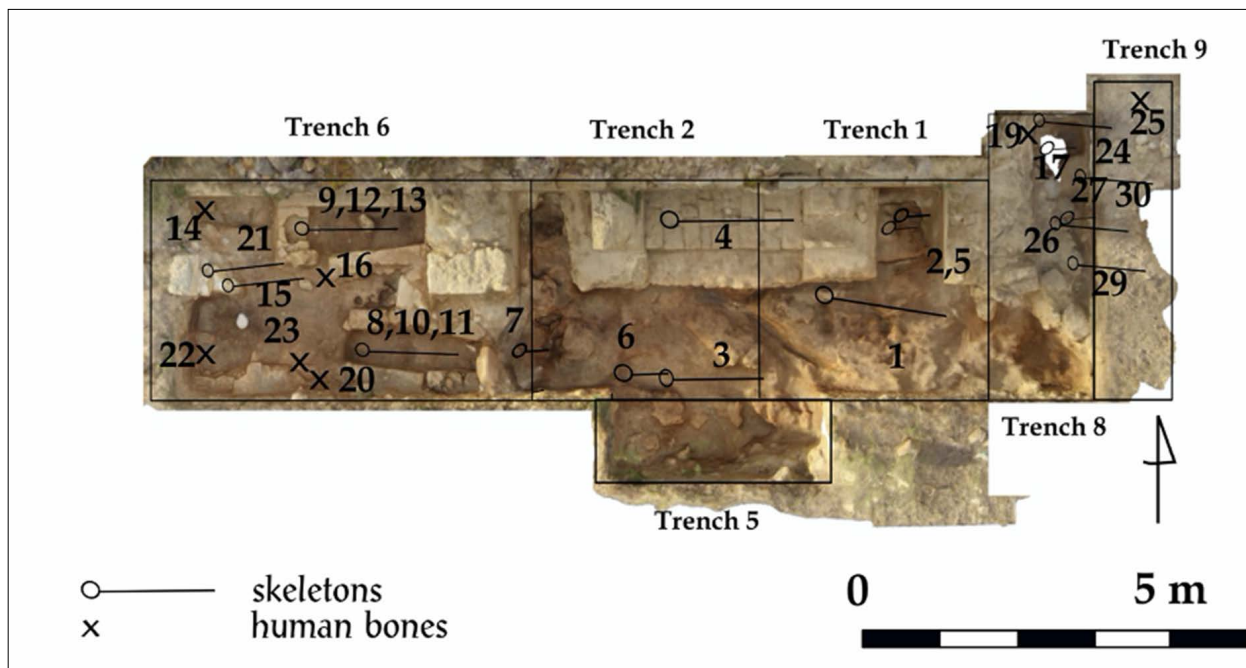 Trench 9
Trench 6
Trench 2
Trench 1
19
25
9,12,13
17
24
14
27
30
21
4
26
2,5
16
29
15
23
8,10,11
7
6
22
3
1
20
Trench 8
Trench 5
skeletons
0
5 m
x human bones